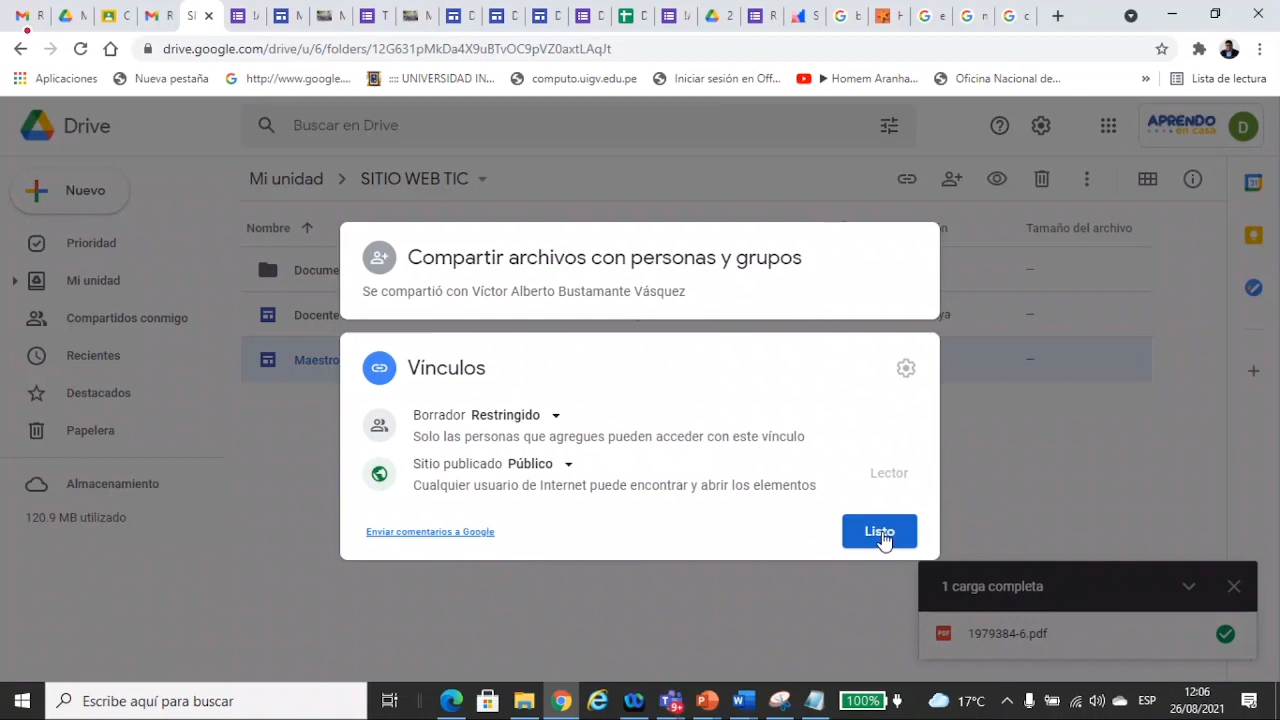 drive.google.com/drive/u/6/folders/12G631pMkDa4X9uBTvOC9pVZ0axtLAqJt
Aplicaciones
Nueva pestaña
http://www.google....
:::: UNIVERSIDAD IN...
computo.uigv.edu.pe
Iniciar sesión en Off...
▶ Homem Aranha...
Oficina Nacional de...
»
Lista de lectura
Drive
Buscar en Drive
APRENDO
en casa
D
Nuevo
Mi unidad > SITIO WEB TIC
Nombre
Tamaño del archivo
Prioridad
Mi unidad
Compartidos conmigo
Recientes
Destacados
Papelera
Almacenamiento
120.9 MB utilizado
Docume
Docente
Maestro
Compartir archivos con personas y grupos
Se compartió con Víctor Alberto Bustamante Vásquez
Vínculos
Borrador Restringido
Solo las personas que agregues pueden acceder con este vínculo
Sitio publicado Público
Cualquier usuario de Internet puede encontrar y abrir los elementos
Lector
Enviar comentarios a Google
Listo
1 carga completa
PDF
1979384-6.pdf
Escribe aquí para buscar
9+
100%
17°C
ESP
12:06
26/08/2021